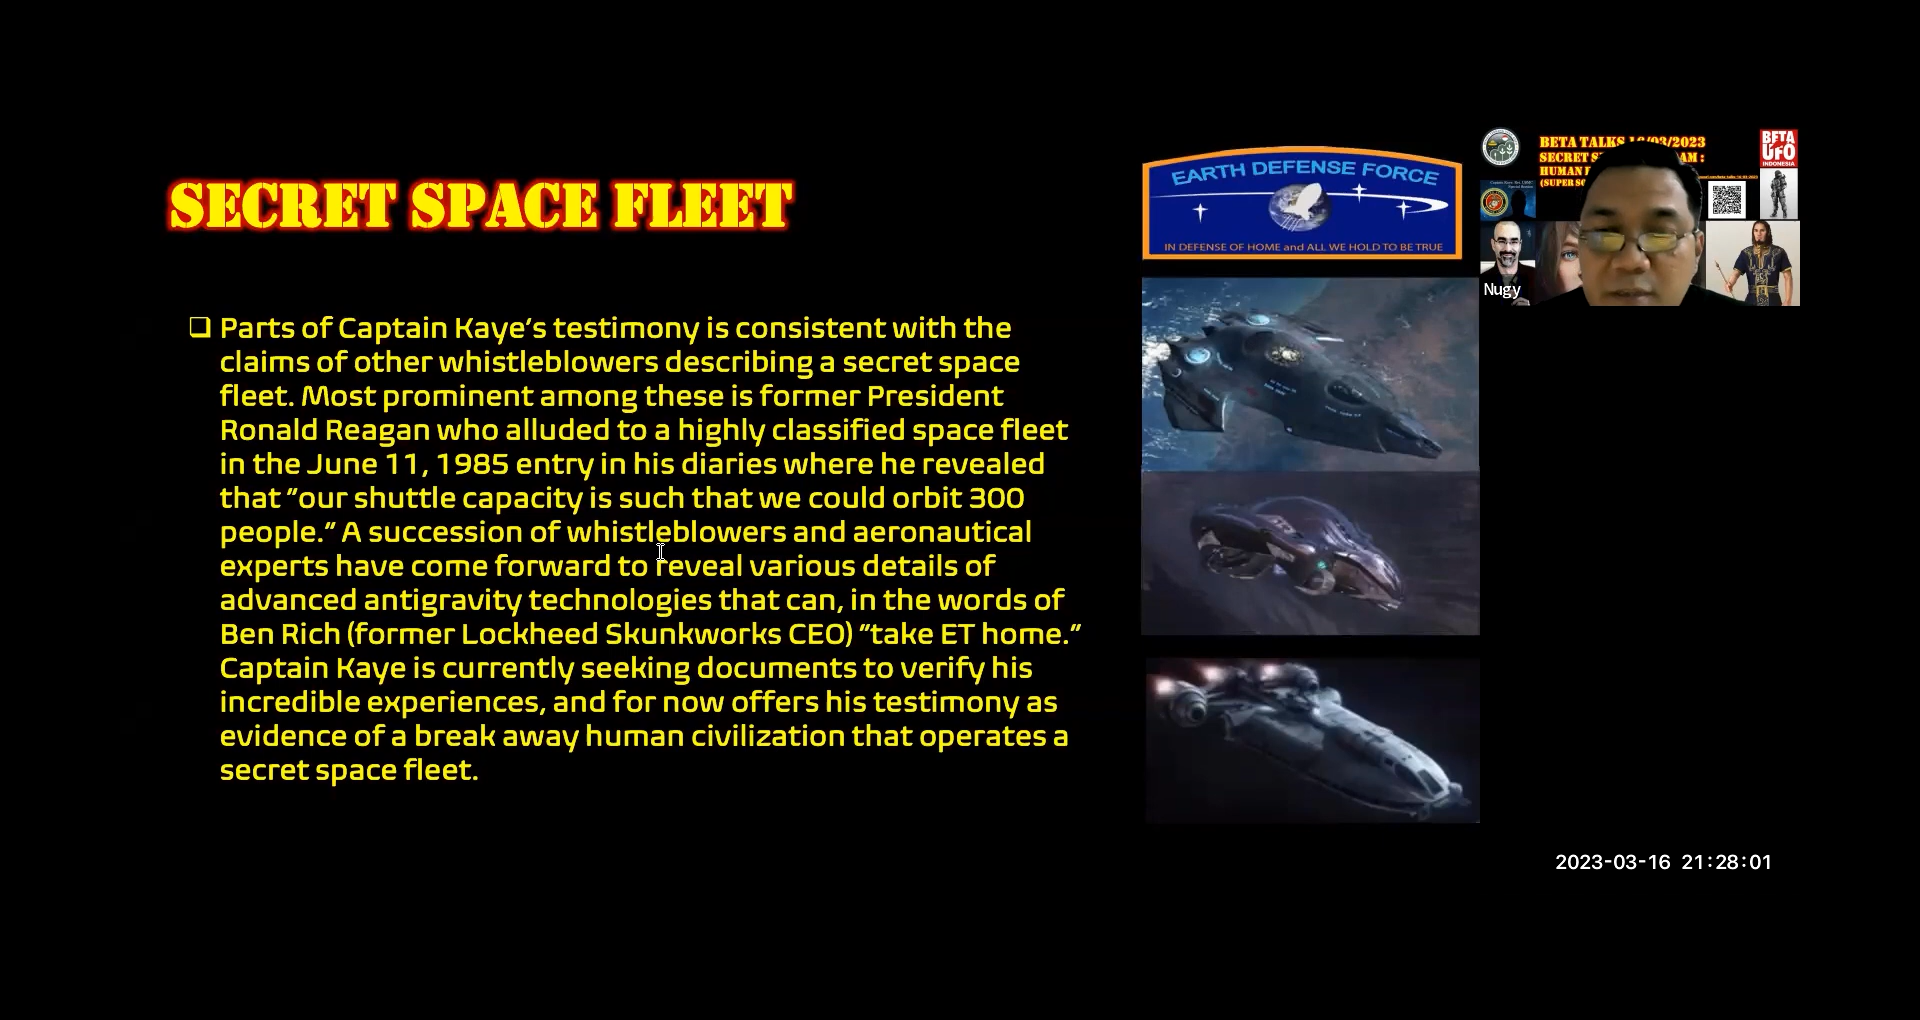 SECRET SPACE FLEET
❑ Parts of Captain Kaye's testimony is consistent with the
claims of other whistleblowers describing a secret space
fleet. Most prominent among these is former President
Ronald Reagan who alluded to a highly classified space fleet
in the June 11, 1985 entry in his diaries where he revealed
that "our shuttle capacity is such that we could orbit 300
people." A succession of whistleblowers and aeronautical
experts have come forward to reveal various details of
advanced antigravity technologies that can, in the words of
Ben Rich (former Lockheed Skunkworks CEO) "take ET home."
Captain Kaye is currently seeking documents to verify his
incredible experiences, and for now offers his testimony as
evidence of a break away human civilization that operates a
secret space fleet.
EARTH DEFENSE FORCE
IN DEFENSE OF HOME and ALL WE HOLD TO BE TRUE
BETA TALKS 16/03/2023
SECRET
HUMAN
(SUPER
BETA
UFO
INDONESIA
Nugy
2023-03-16 21:28:01